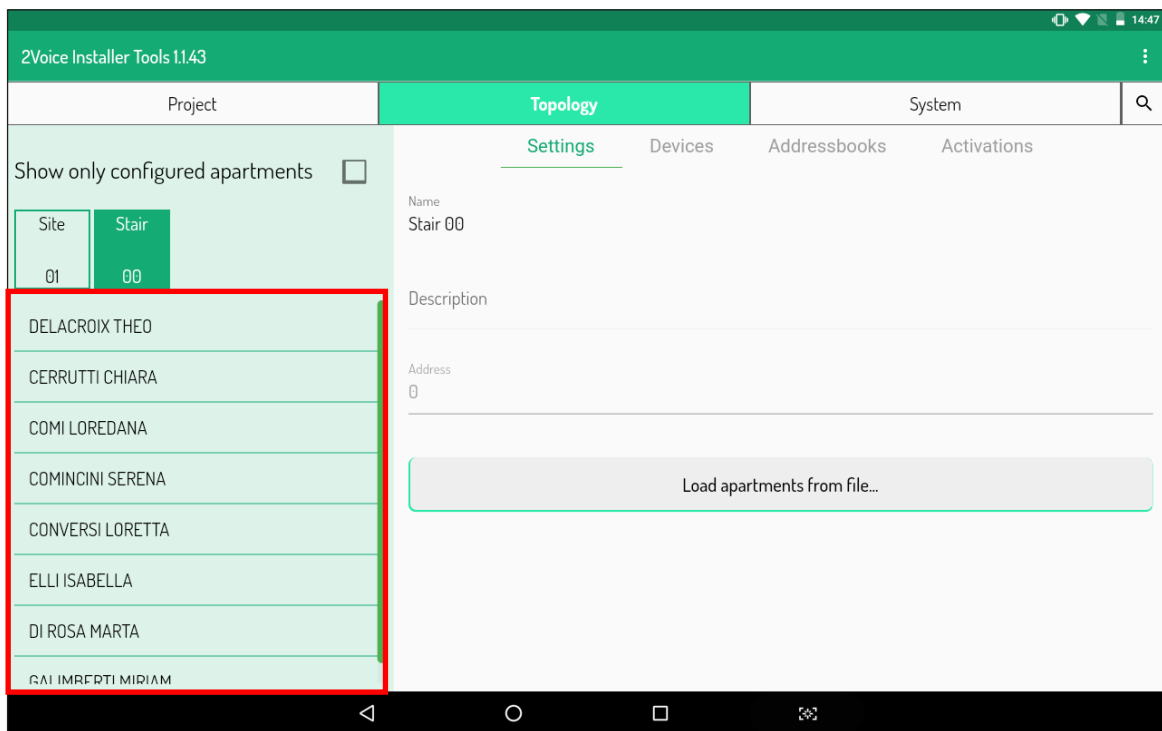 14:47
2Voice Installer Tools 1.1.43
Project
Topology
System
Show only configured apartments
Site
01
Stair
00
DELACROIX THEO
CERRUTTI CHIARA
COMI LOREDANA
COMINCINI SERENA
CONVERSI LORETTA
ELLI ISABELLA
DI ROSA MARTA
GALIMBERTI MIRIAM
Settings
Devices
Addressbooks
Activations
Name
Stair 00
Description
Address
0
Load apartments from file...